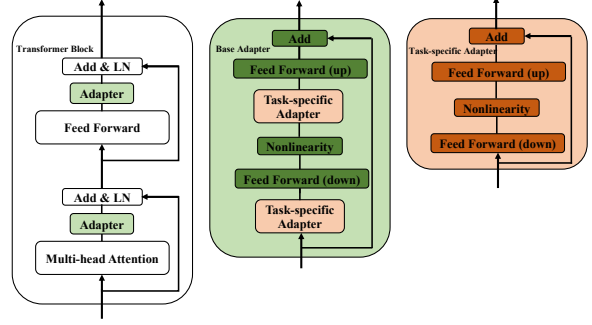 Transformer Block
Add & LN
Adapter
Feed Forward
Add & LN
Adapter
Multi-head Attention
Base Adapter
Add
Feed Forward (up)
Task-specific
Adapter
Nonlinearity
Feed Forward (down)
Task-specific
Adapter
Task-specific Adapter
Add
Feed Forward (up)
Nonlinearity
Feed Forward (down)